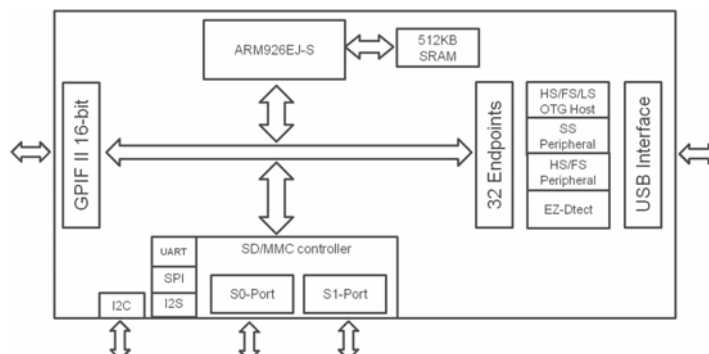 ARM926EJ-S
512KB
SRAM
GPIF II 16-bit
32 Endpoints
HS/FS/LS
OTG Host
SS
Peripheral
HS/FS
Peripheral
EZ-Dtect
USB Interface
UART
SPI
I2S
SD/MMC controller
S0-Port
S1-Port
I2C